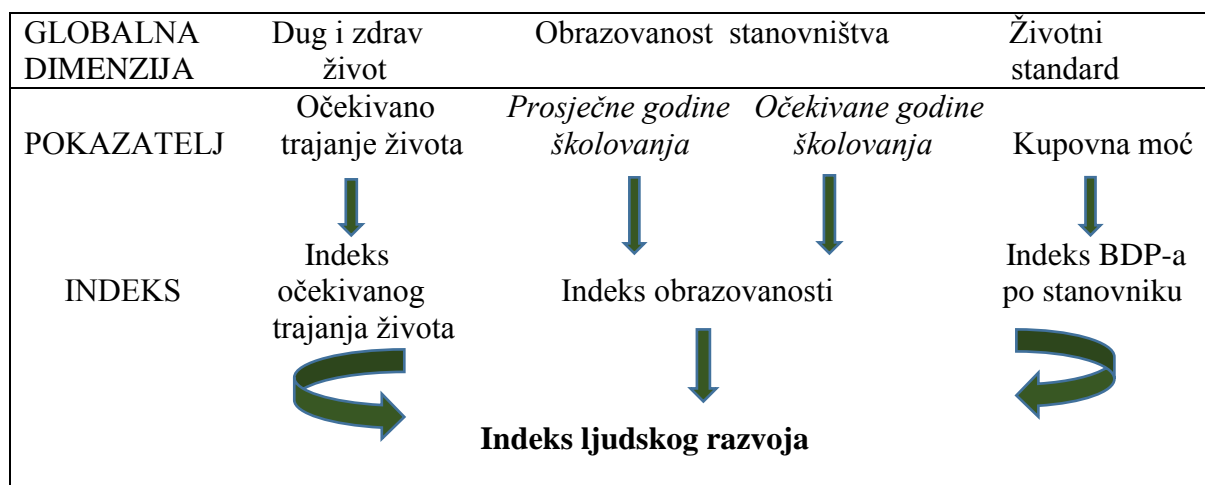 GLOBALNA Dug i zdrav Obrazovanost stanovništva Životni
DIMENZIJA život standard
Očekivano Prosječne godine Očekivane godine
POKAZATELJ trajanje života školovanja školovanja Kupovna moć
Indeks Indeks BDP-a
INDEKS očekivanog Indeks obrazovanosti po stanovniku
trajanja života
Indeks ljudskog razvoja